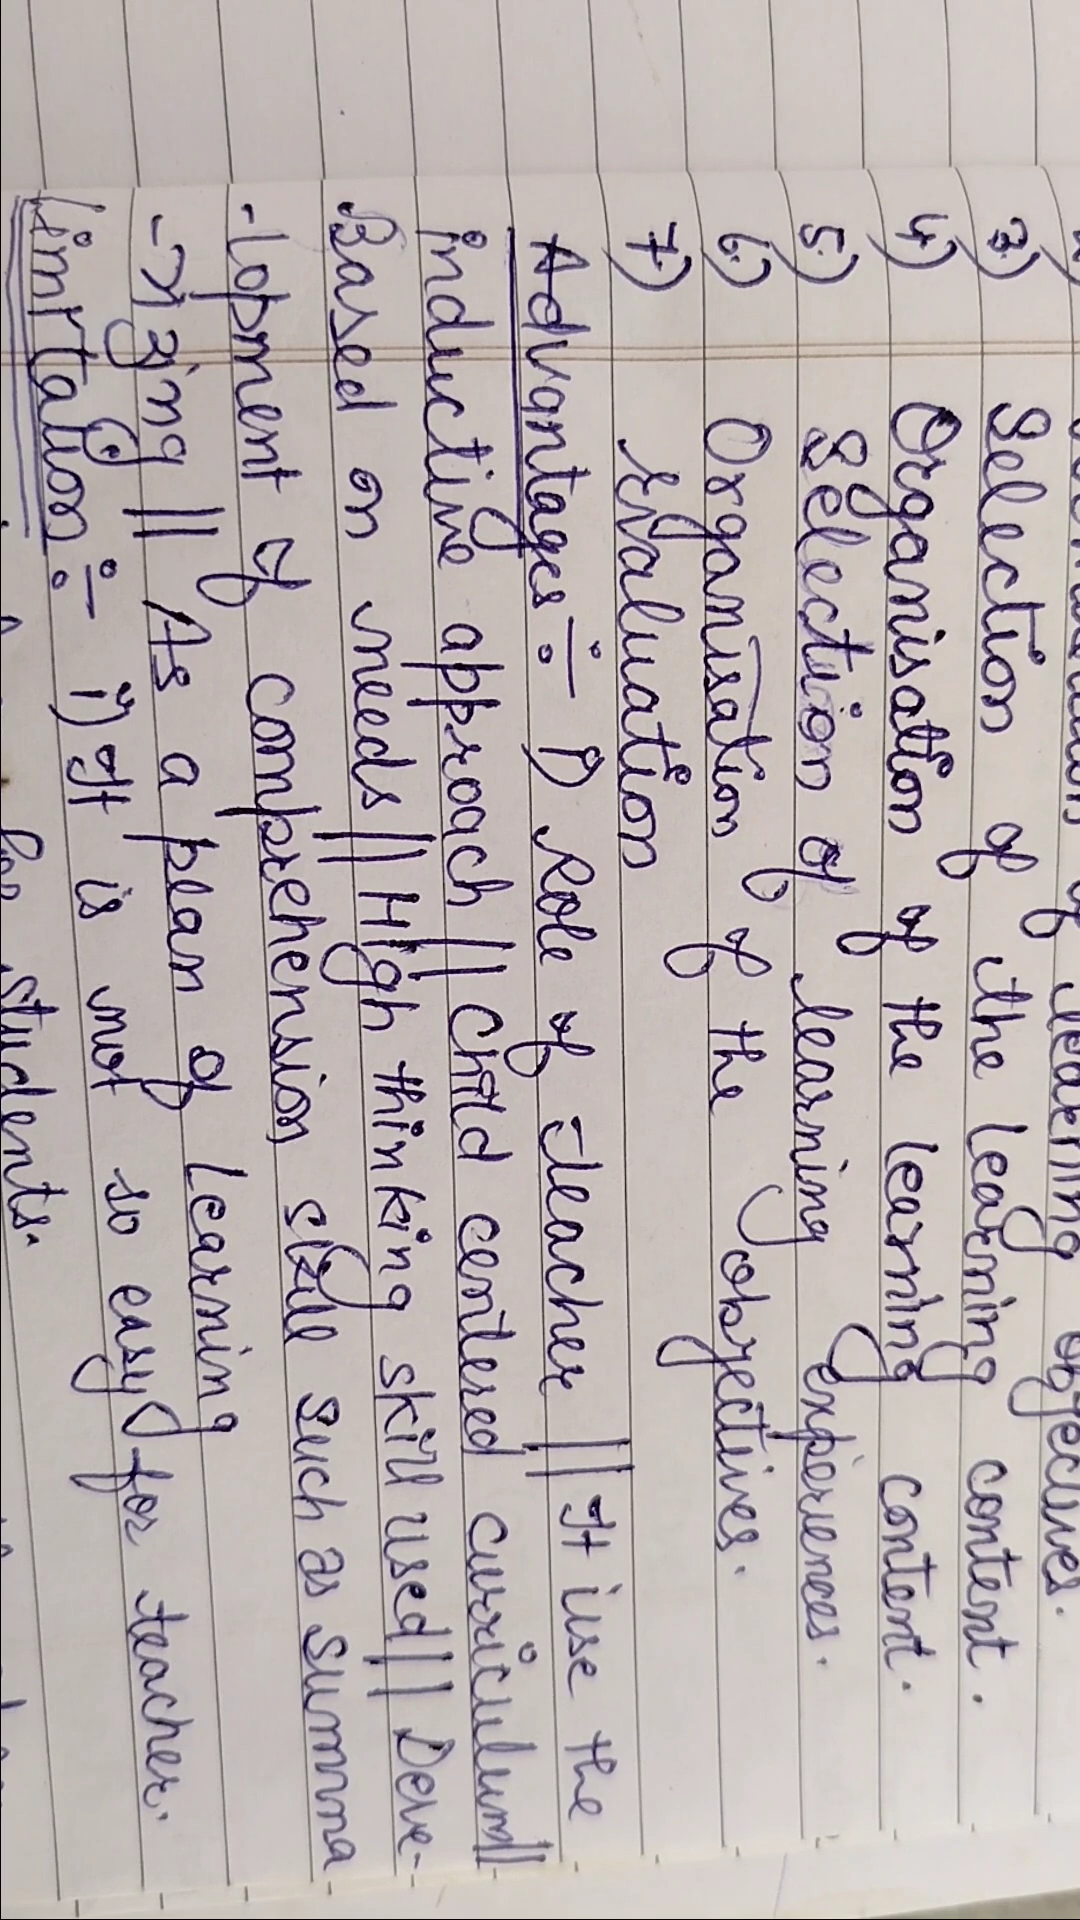 of learning objectives.
3.) Selection of the learning content.
4) Organisation of the learning content.
5.) Selection of learning experiences.
6.) Organisation of the objectives.
7.) Evaluation
Advantages :- 1) Role of Teacher || It use the
inductive approach || Child centered curriculum ||
Based on needs || High thinking skill used || Deve-
-lopment of comprehension skill such as summa
-rizing || As a plan of Learning
Limitation :- i) It is not so easy for teacher.
for students.